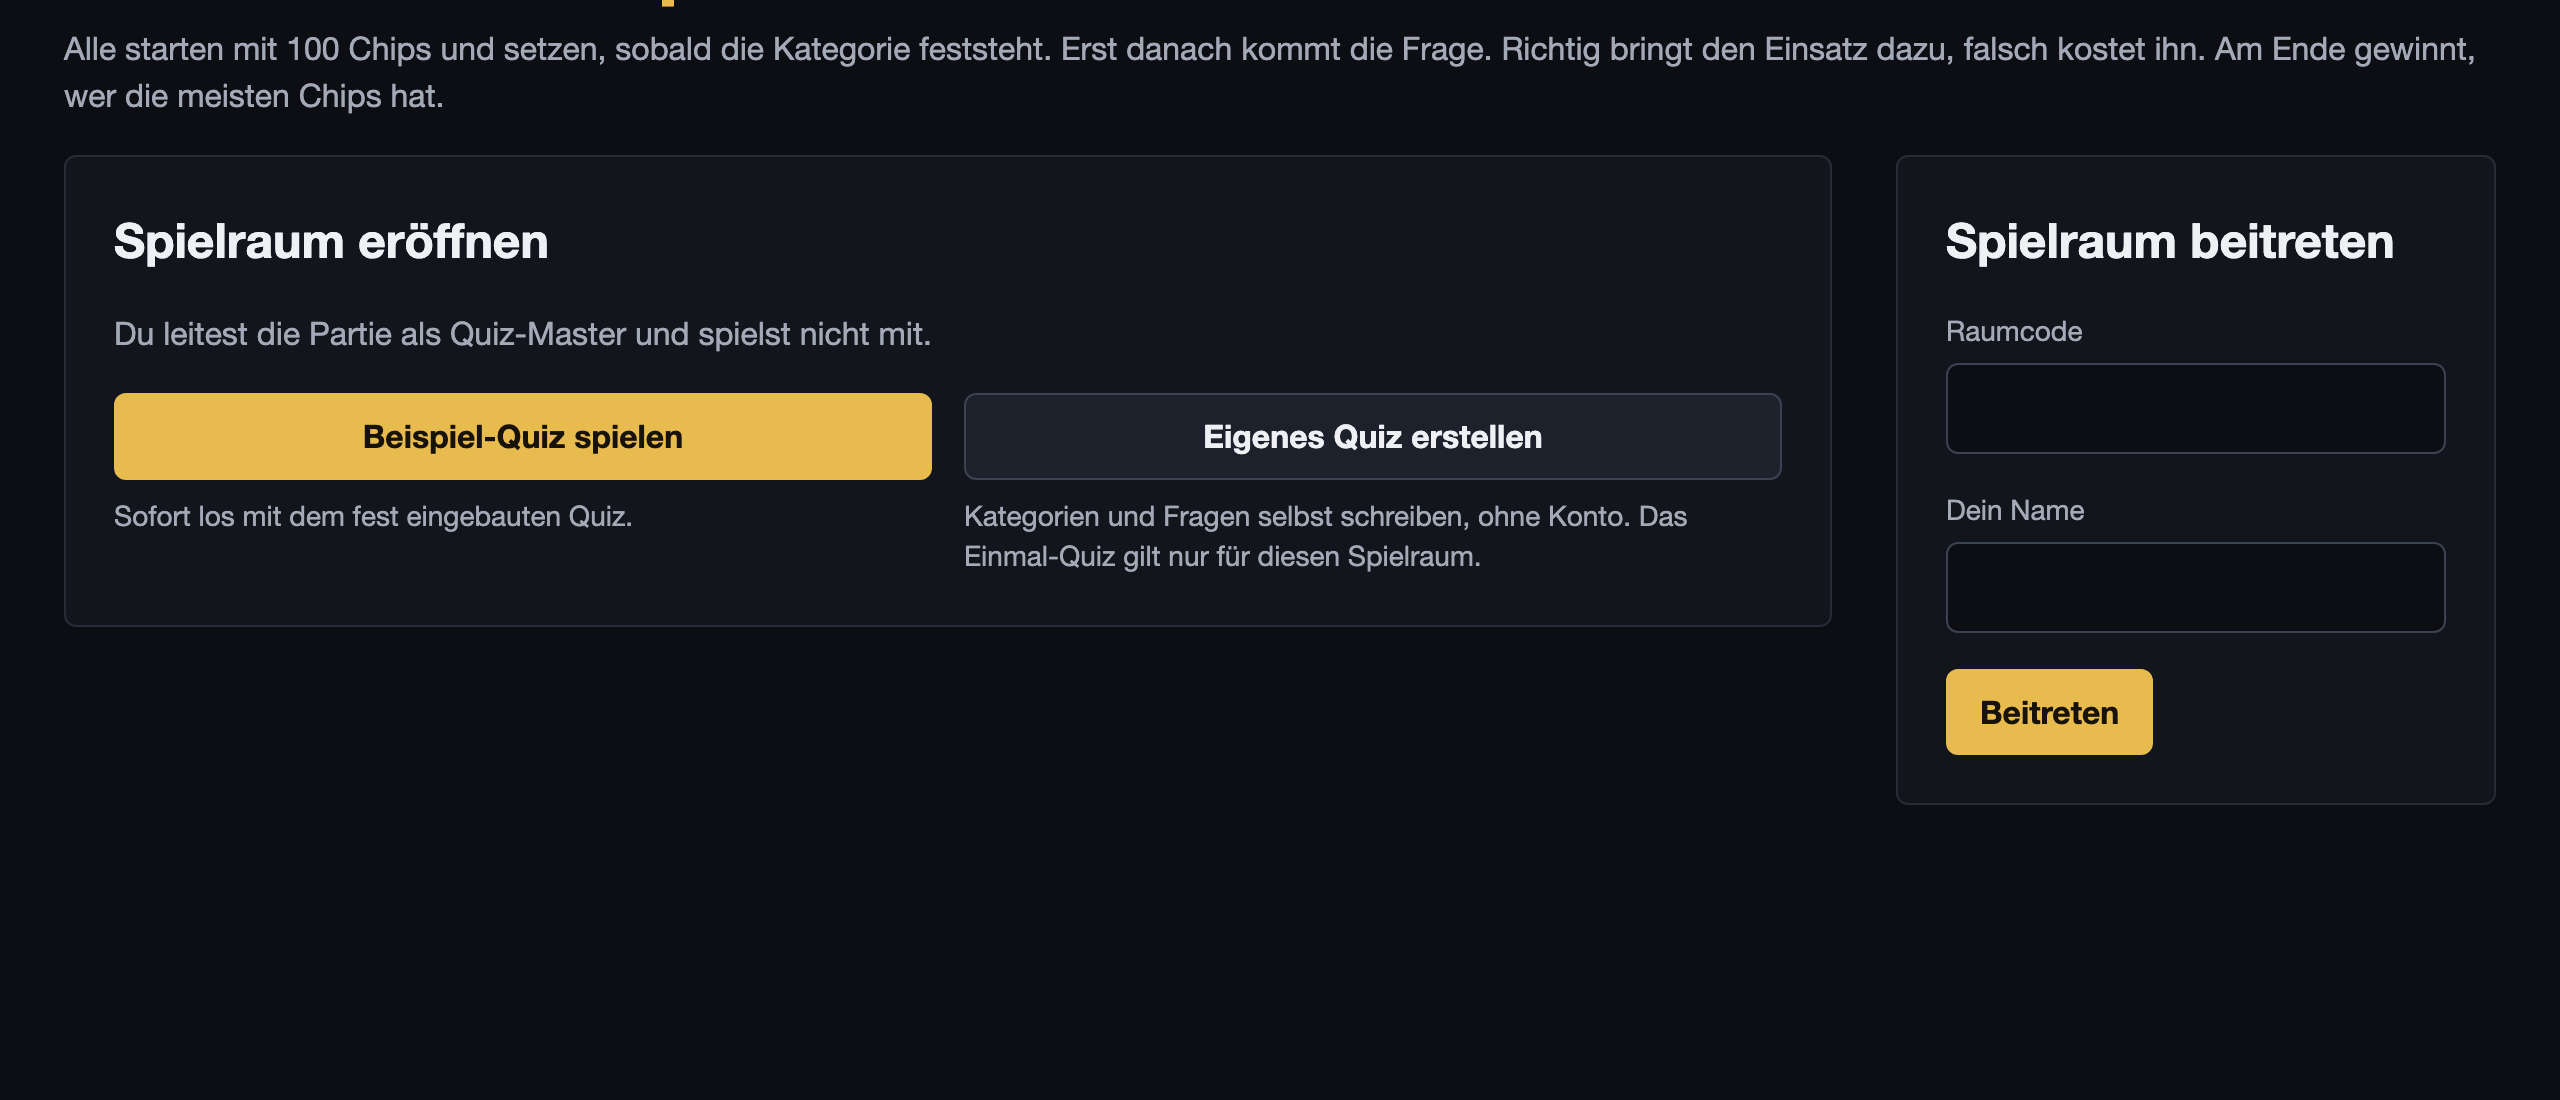 Alle starten mit 100 Chips und setzen, sobald die Kategorie feststeht. Erst danach kommt die Frage. Richtig bringt den Einsatz dazu, falsch kostet ihn. Am Ende gewinnt,
wer die meisten Chips hat.
Spielraum eröffnen
Du leitest die Partie als Quiz-Master und spielst nicht mit.
Beispiel-Quiz spielen
Sofort los mit dem fest eingebauten Quiz.
Eigenes Quiz erstellen
Kategorien und Fragen selbst schreiben, ohne Konto. Das
Einmal-Quiz gilt nur für diesen Spielraum.
Spielraum beitreten
Raumcode
Dein Name
Beitreten